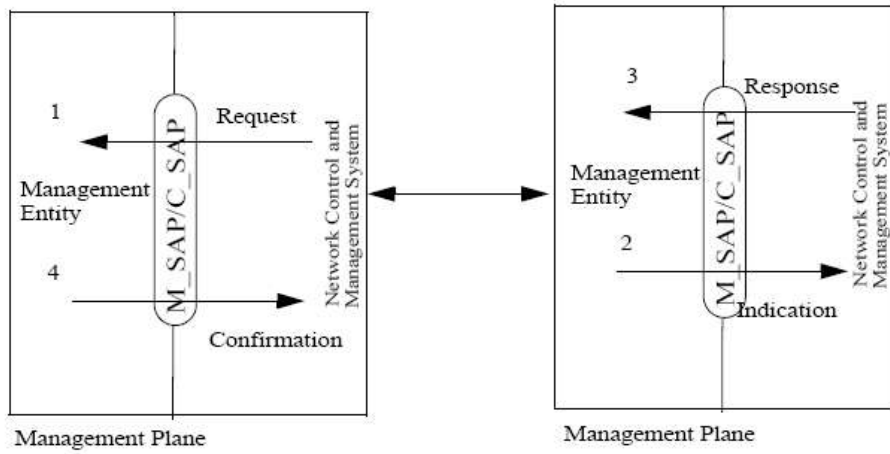 1
Request
Management
Entity
M_SAP/C_SAP
Network Control and
Management System
4
Confirmation
Management Plane
3
Response
Management
Entity
M_SAP/C_SAP
Network Control and
Management System
2
Indication
Management Plane